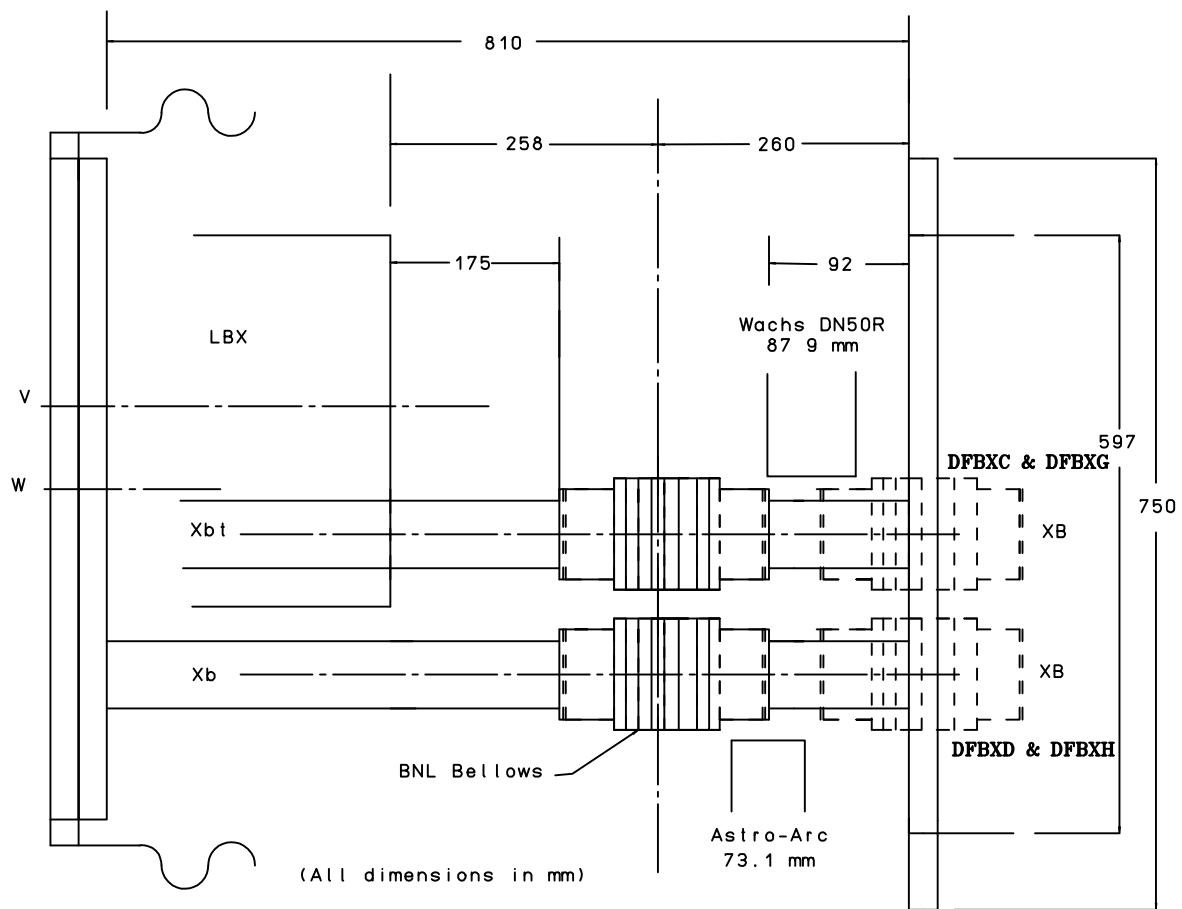 810
258
260
175
92
Wachs DN50R
87 9 mm
LBX
V
597
DFBXC & DFBXG
W
750
Xbt
XB
Xb
XB
DFBXD & DFBXH
BNL Bellows
Astro-Arc
73.1 mm
(All dimensions in mm)